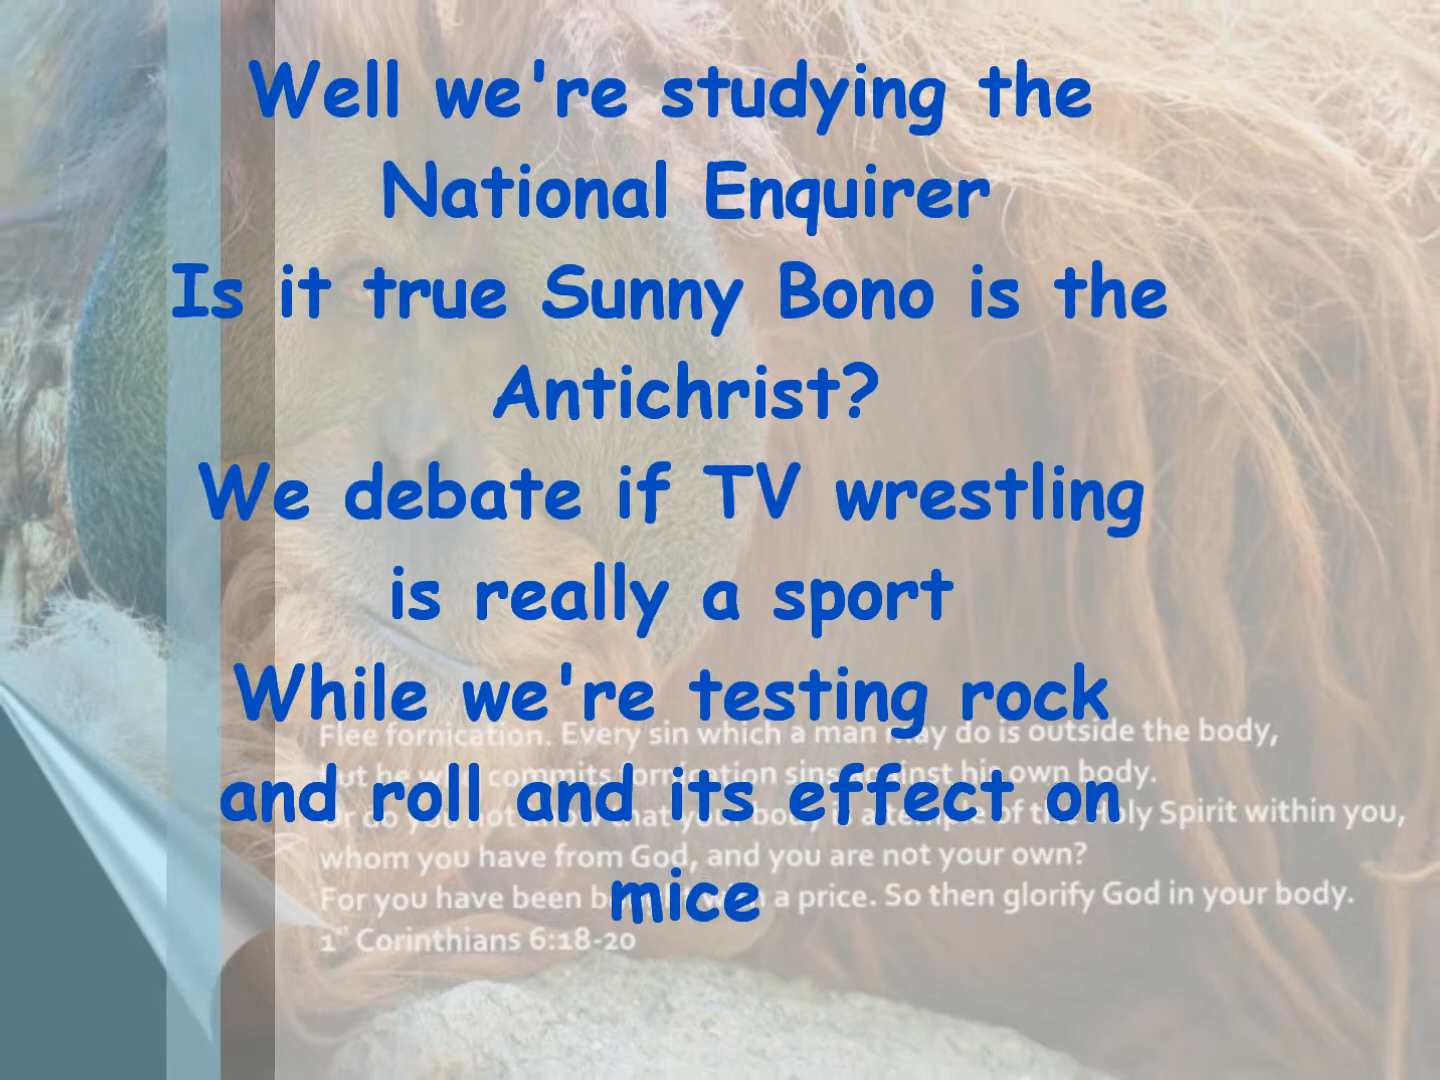 Well we're studying the
National Enquirer
Is it true Sunny Bono is the
Antichrist?
We debate if TV wrestling
is really a sport
While we're testing rock
and roll and its effect on
mice
Flee fornication. Every sin which a man may do is outside the body,
but he who commits fornication sins against his own body.
Or do you not know that your body is a temple of the Holy Spirit within you,
whom you have from God, and you are not your own?
For you have been bought with a price. So then glorify God in your body.
1st Corinthians 6:18-20